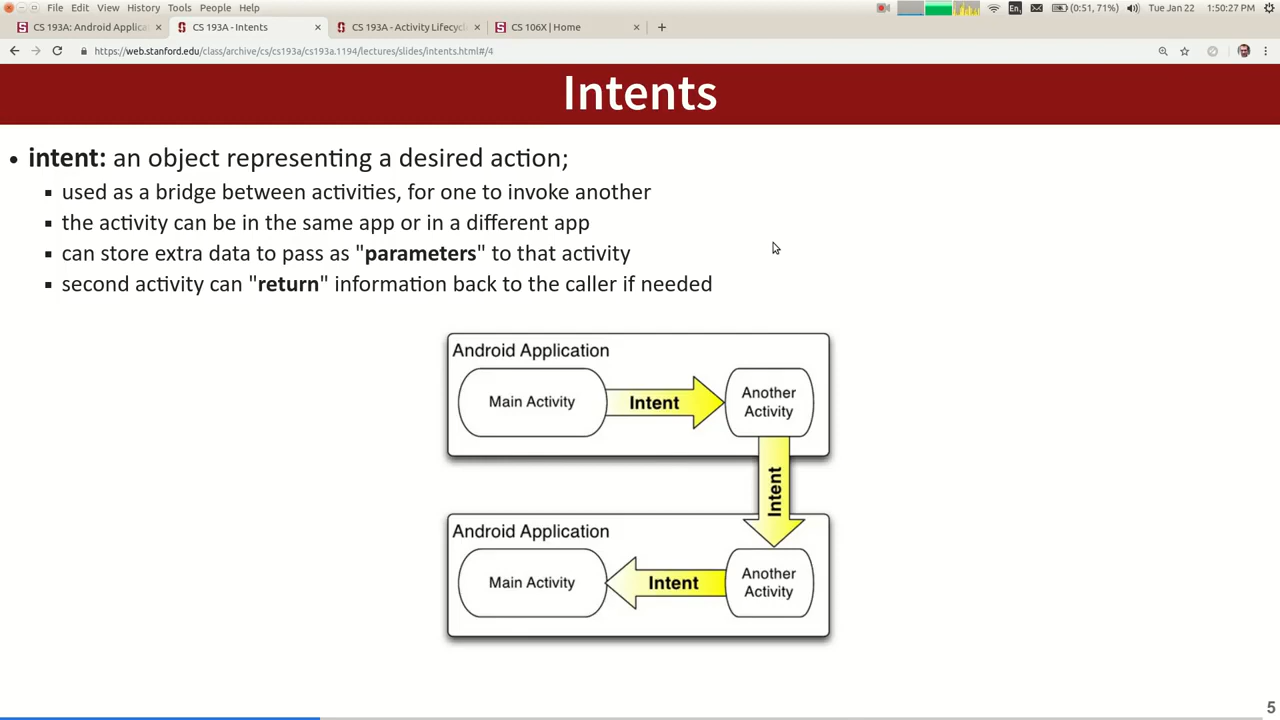 File Edit View History Tools People Help
En
(0:51, 71%)
Tue Jan 22 1:50:27 PM
CS 193A: Android Applica
CS 193A - Intents
CS 193A - Activity Lifecyc
CS 106X | Home
https://web.stanford.edu/class/archive/cs/cs193a/cs193a.1194/lectures/slides/intents.html#/4
Intents
• intent: an object representing a desired action;
▪ used as a bridge between activities, for one to invoke another
▪ the activity can be in the same app or in a different app
▪ can store extra data to pass as "parameters" to that activity
▪ second activity can "return" information back to the caller if needed
Android Application
Main Activity
Intent
Another
Activity
Intent
Android Application
Main Activity
Intent
Another
Activity
5